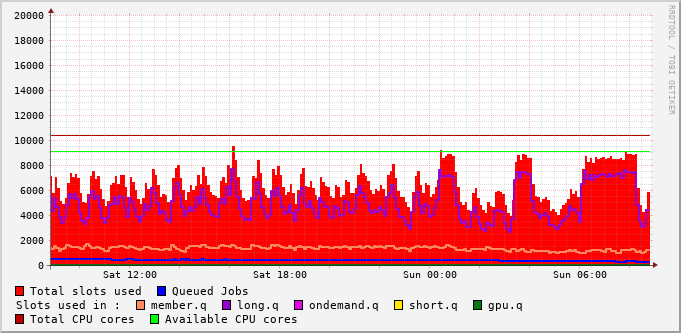 20000
18000
16000
14000
12000
10000
8000
6000
4000
2000
0
Sat 12:00 Sat 18:00 Sun 00:00 Sun 06:00
RRDTOOL / TOBI OETIKER
Total slots used Queued Jobs
Slots used in : member.q long.q ondemand.q short.q gpu.q
Total CPU cores Available CPU cores